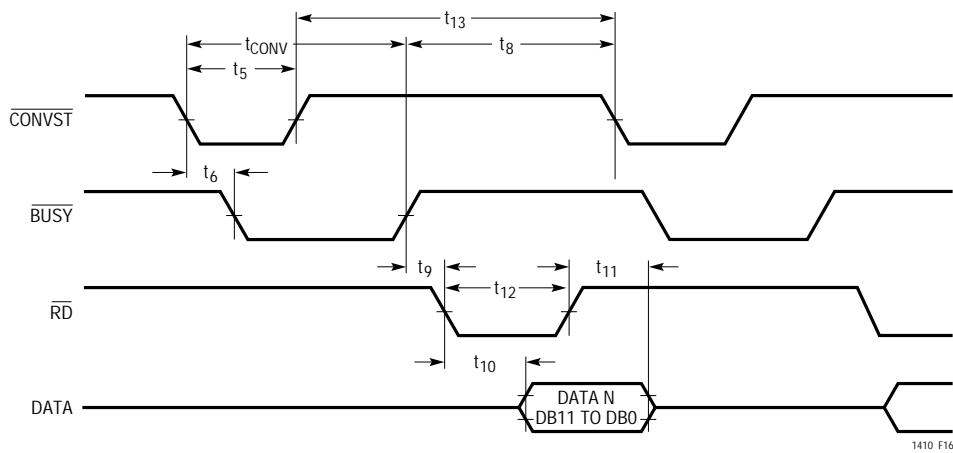 t13
tCONV
t8
t5
CONVST
t6
BUSY
t9
t11
t12
RD
t10
DATA
DATA N
DB11 TO DB0
1410 F16